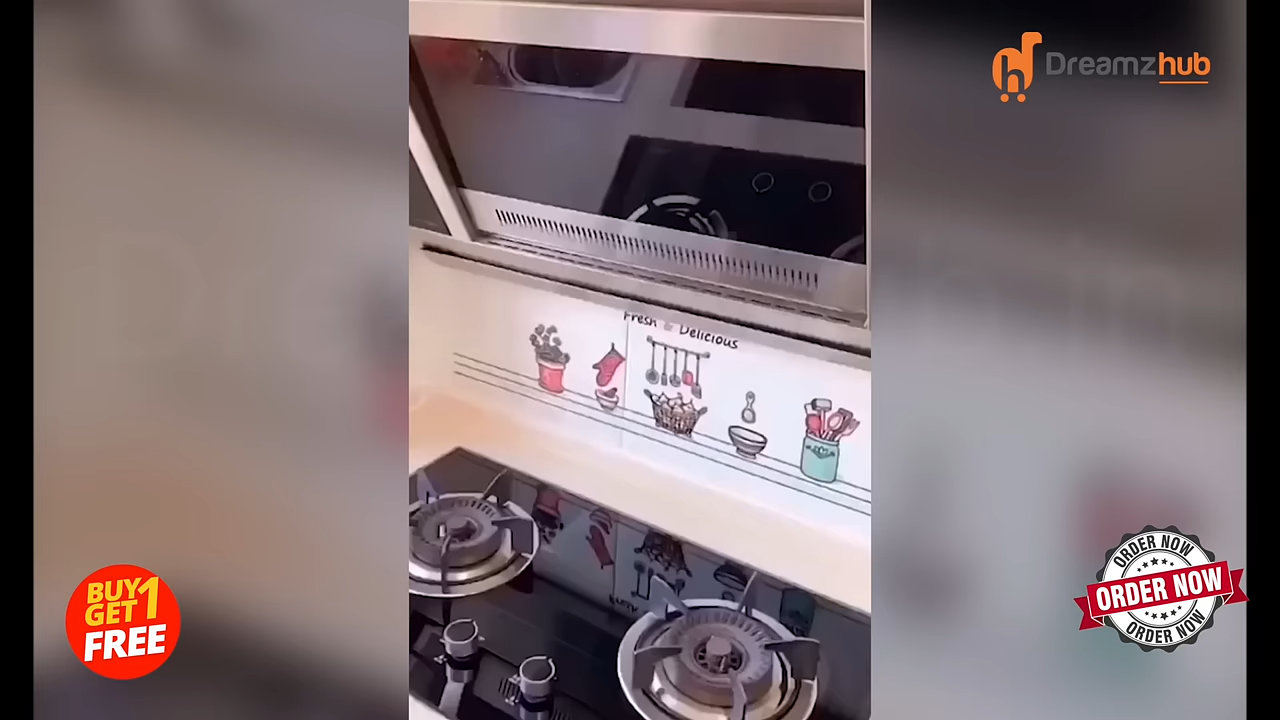 Dreamzhub
Fresh & Delicious
BUY 1
GET
FREE
ORDER NOW
ORDER NOW
ORDER NOW